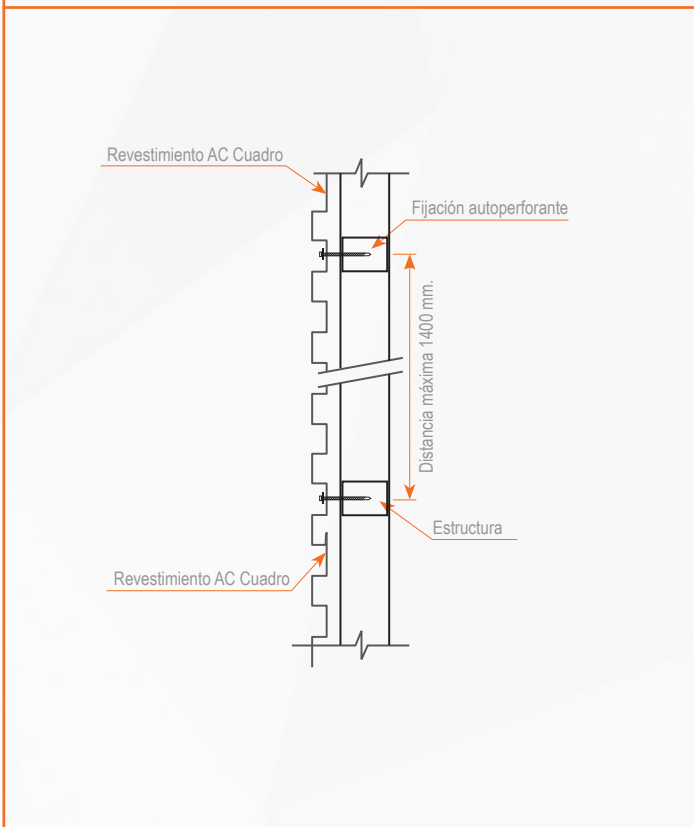 Revestimiento AC Cuadro
Fijación autoperforante
Distancia máxima 1400 mm.
Estructura
Revestimiento AC Cuadro